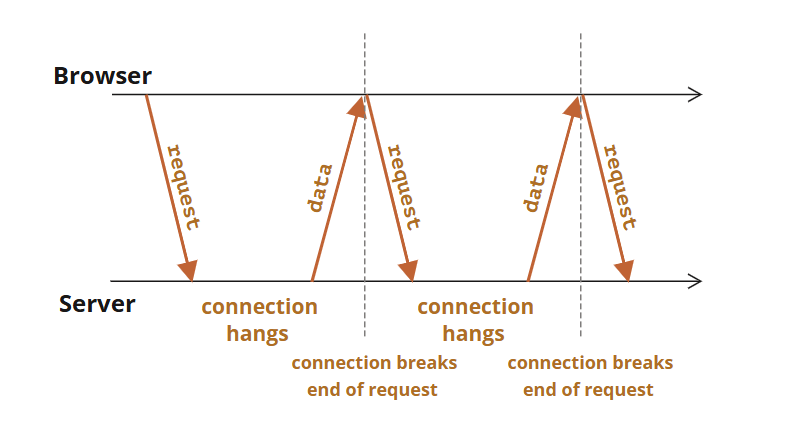 Browser
request
data
request
data
request
Server
connection
hangs
connection
hangs
connection breaks
end of request
connection breaks
end of request